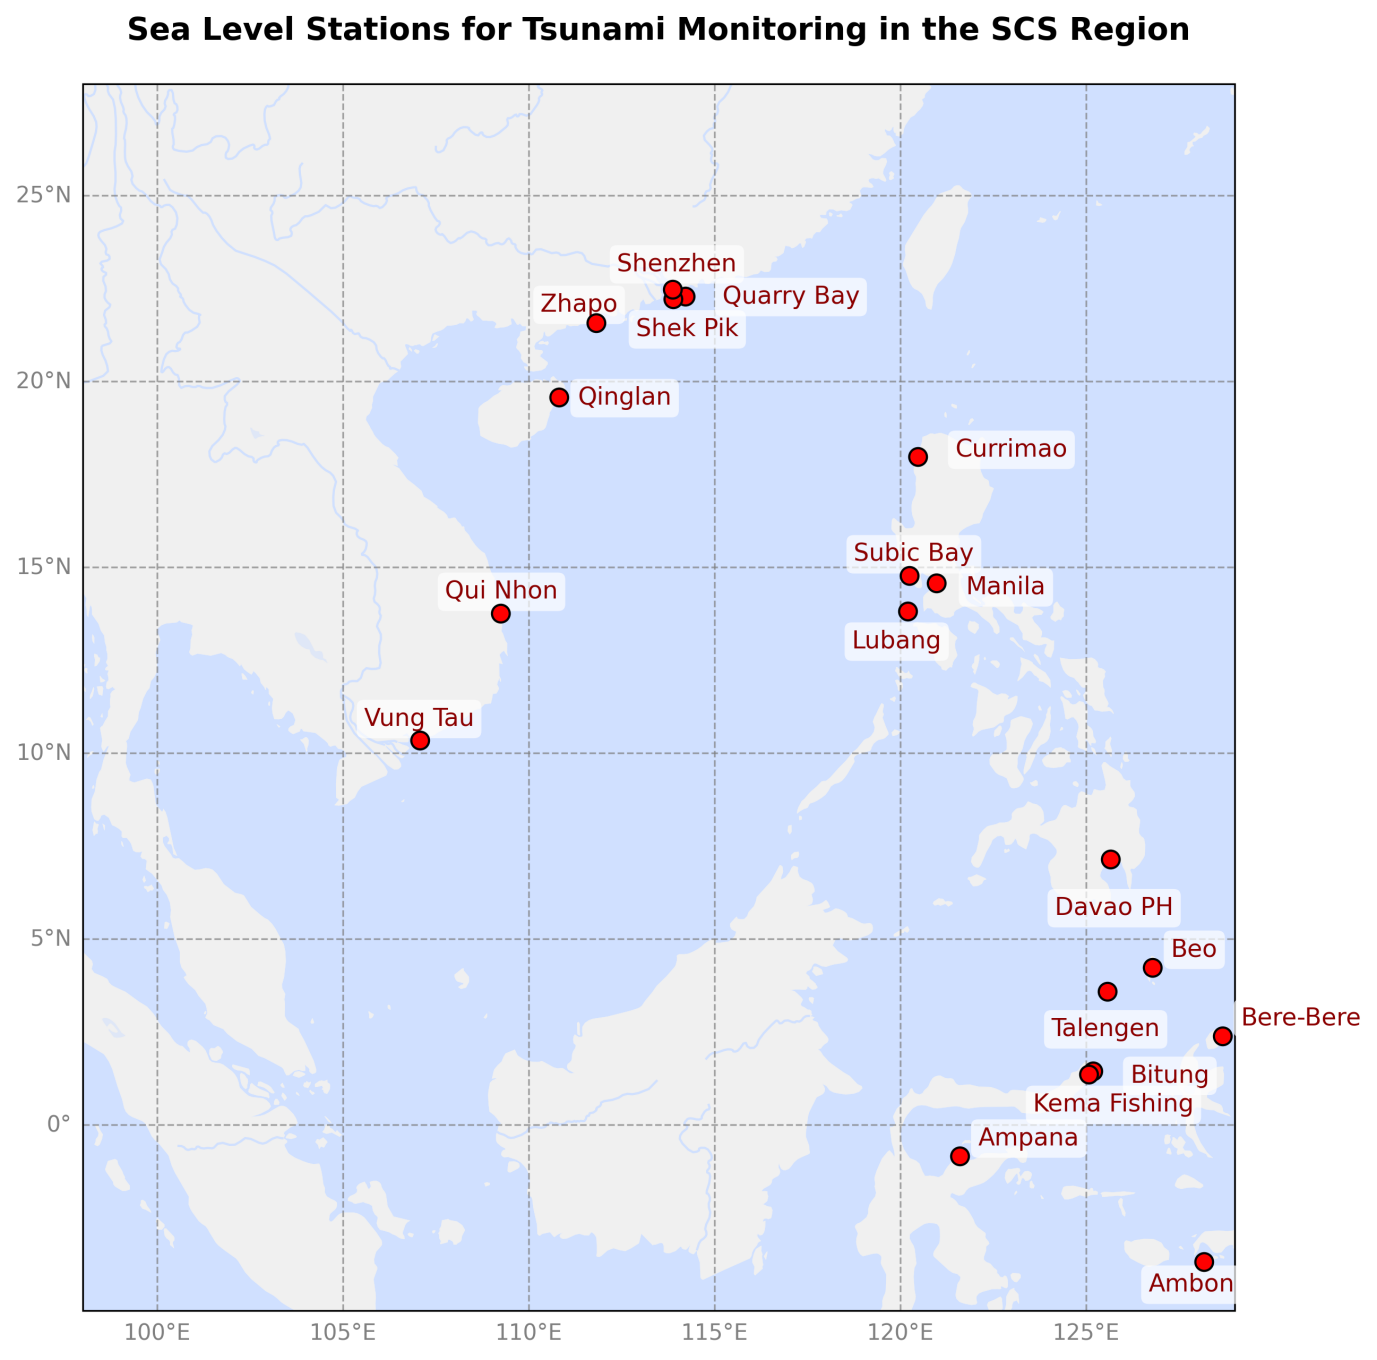 Sea Level Stations for Tsunami Monitoring in the SCS Region
25°N
Shenzhen
Quarry Bay
Zhapo
Shek Pik
20°N
Qinglan
Currimao
15°N
Subic Bay
Manila
Qui Nhon
Lubang
Vung Tau
10°N
Davao PH
5°N
Beo
Bere-Bere
Talengen
Bitung
Kema Fishing
0°
Ampana
Ambon
100°E
105°E
110°E
115°E
120°E
125°E